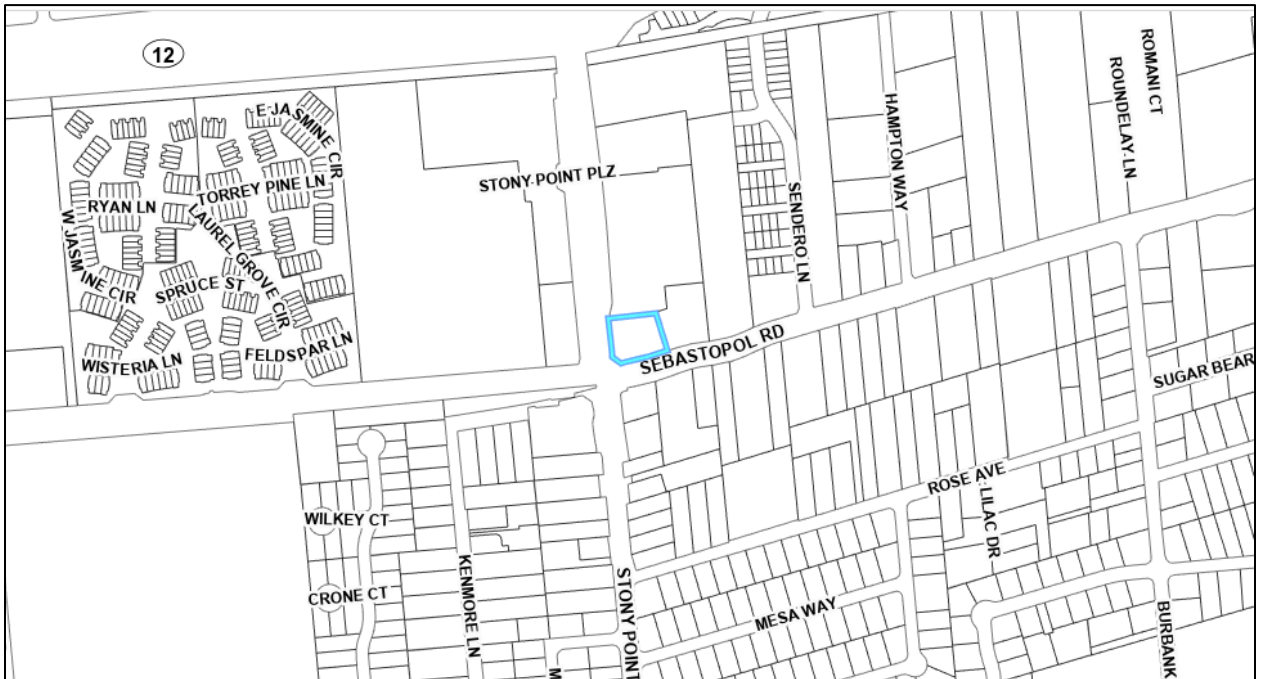 12
ROMANI CT
ROUNDELAY LN
E JASMINE CIR
HAMPTON WAY
STONY POINT PLZ
TORREY PINE LN
RYAN LN
SENDERO LN
LAUREL GROVE CIR
W JASMINE CIR
SPRUCE ST
SEBASTOPOL RD
FELDSPAR LN
WISTERIA LN
SUGAR BEAR
ROSE AVE
LILAC DR
WILKEY CT
KENMORE LN
CRONE CT
STONY POINT
MESA WAY
BURBANK
M